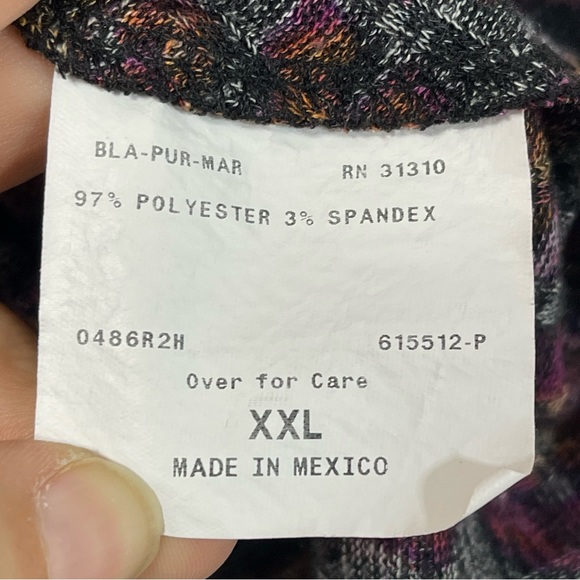 BLA-PUR-MAR RN 31310
97% POLYESTER 3% SPANDEX
0486R2H 615512-P
Over for Care
XXL
MADE IN MEXICO